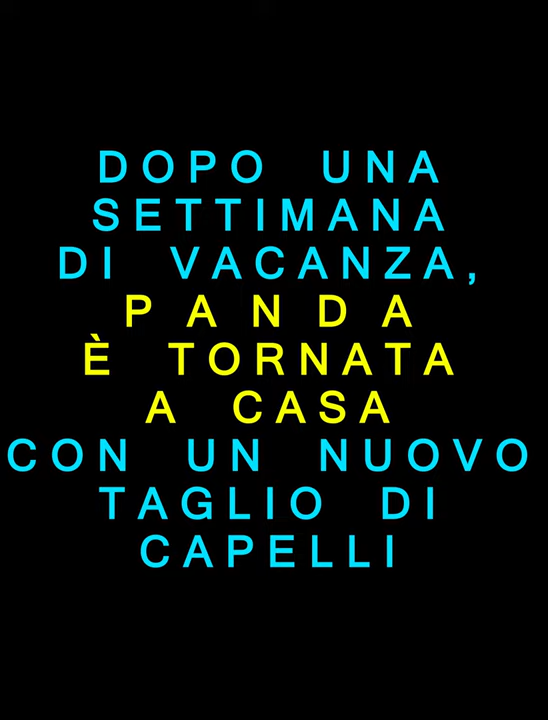 DOPO UNA
SETTIMANA
DI VACANZA,
PANDA
È TORNATA
A CASA
CON UN NUOVO
TAGLIO DI
CAPELLI